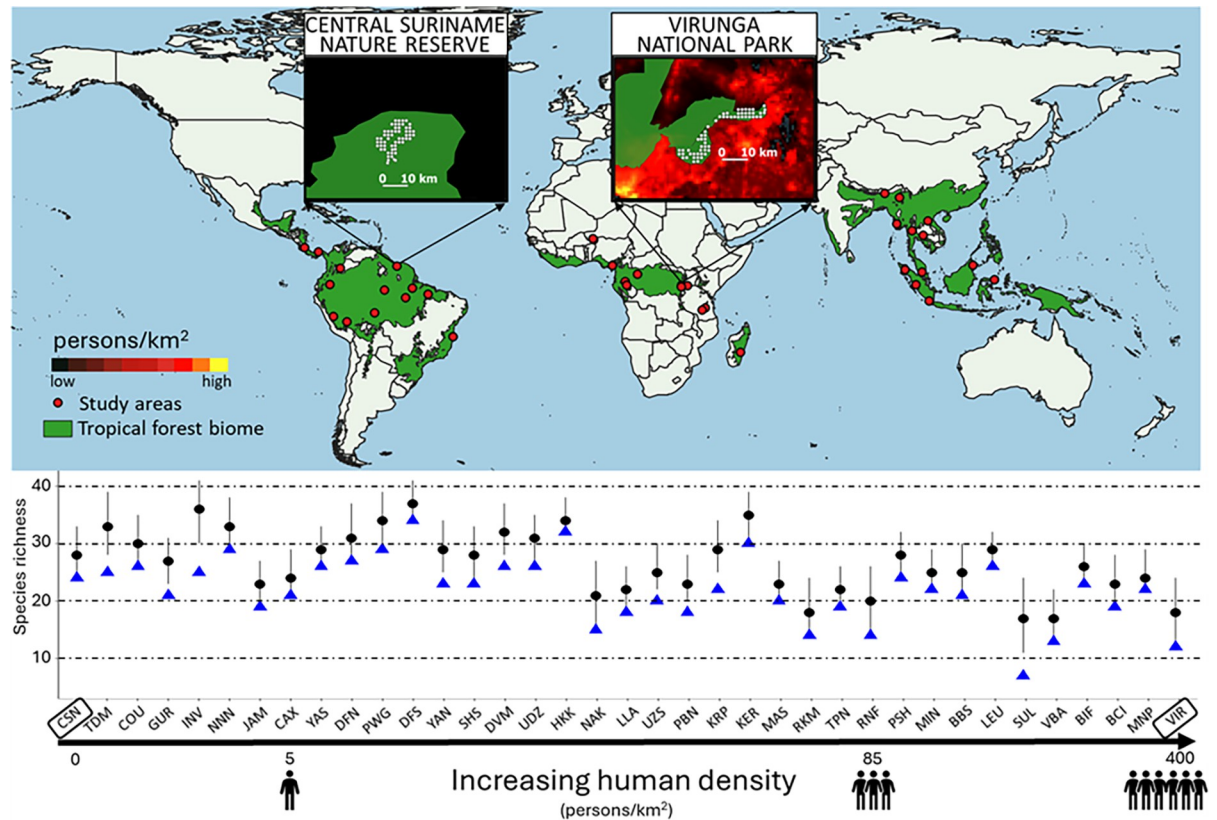 CENTRAL SURINAME
NATURE RESERVE
0 10 km
VIRUNGA
NATIONAL PARK
0 10 km
persons/km²
low high
Study areas
Tropical forest biome
Species richness
40
30
20
10
CSN TDM COU GUR INV NNN JAM CAX YAS DFN PWG DFS YAN SHS DVM UDZ HKK NAK LLA UZS PBN KRP KER MAS RKM TPN RNF PSH MIN BBS LEU SUL VBA BIF BCI MNP VIR
0 5 85 400
Increasing human density
(persons/km²)